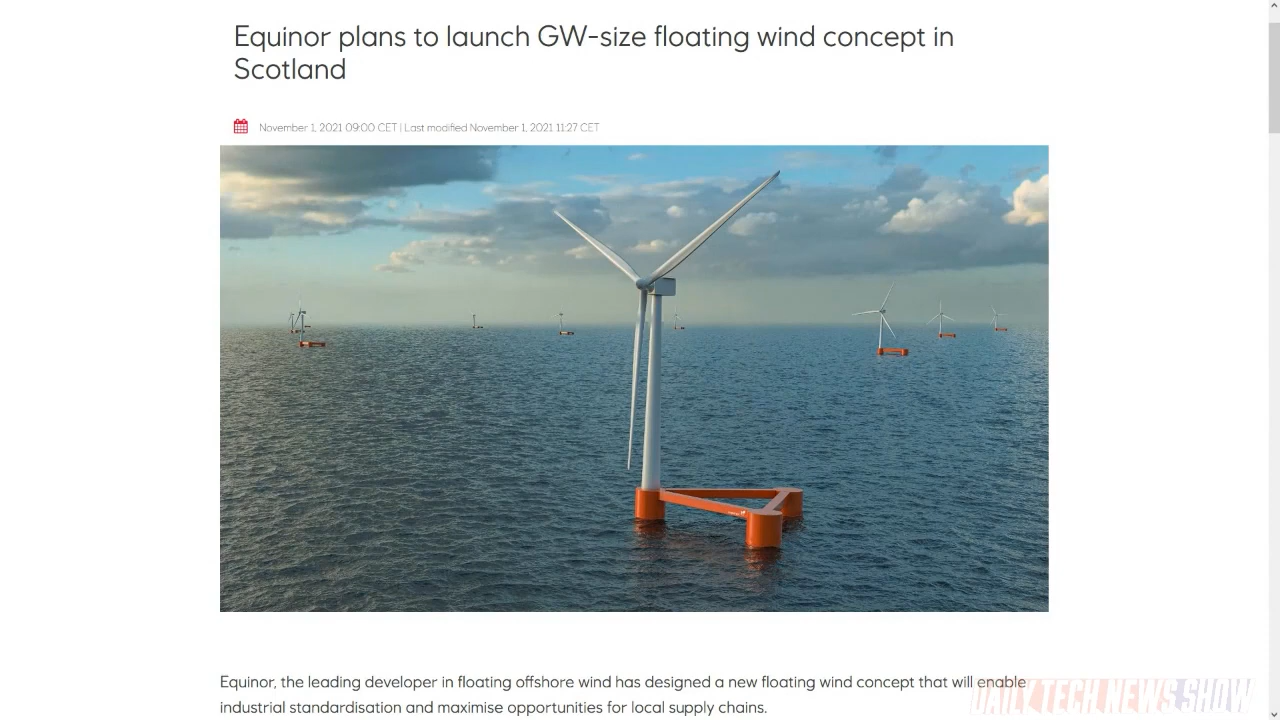 Equinor plans to launch GW-size floating wind concept in
Scotland
November 1, 2021 09:00 CET | Last modified November 1, 2021 11:27 CET
Equinor, the leading developer in floating offshore wind has designed a new floating wind concept that will enable
industrial standardisation and maximise opportunities for local supply chains.
DAILY TECH NEWS SHOW